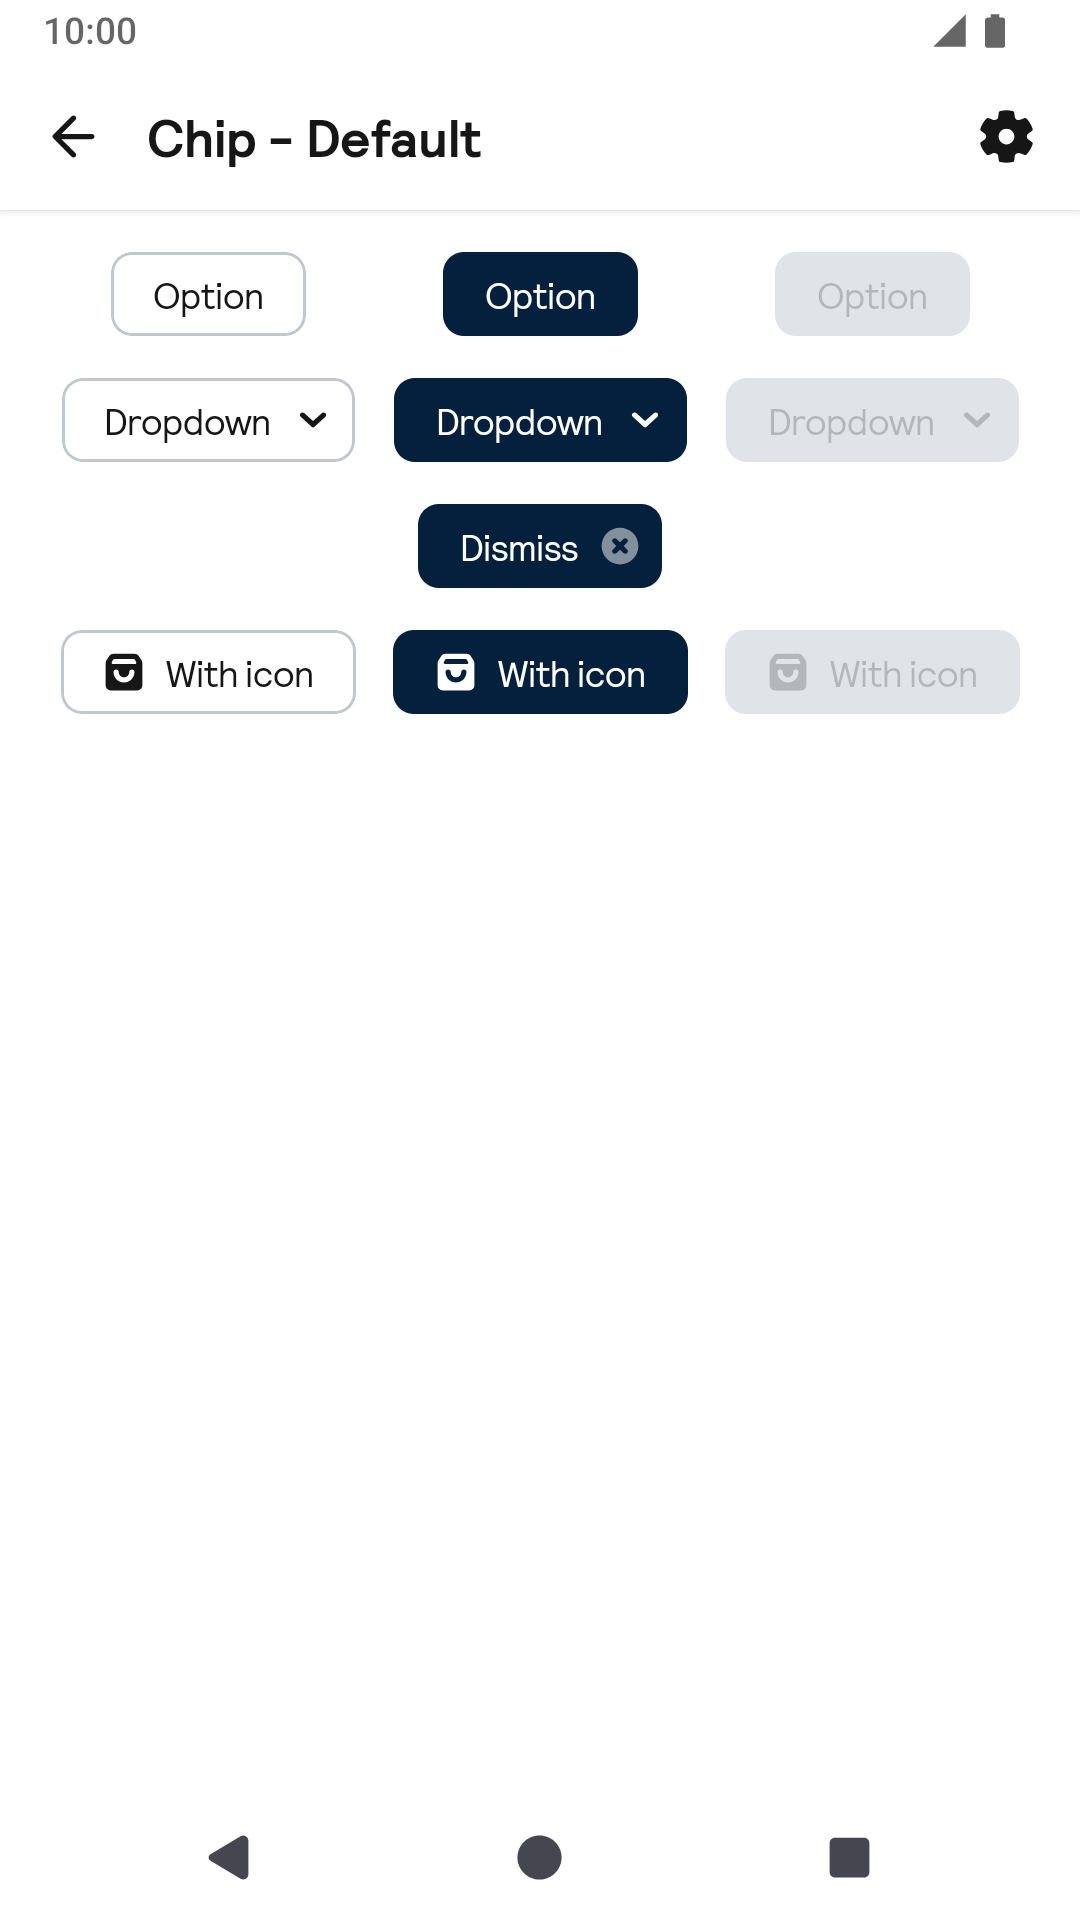 10:00
Chip - Default
Option Option Option
Dropdown Dropdown Dropdown
Dismiss
With icon With icon With icon